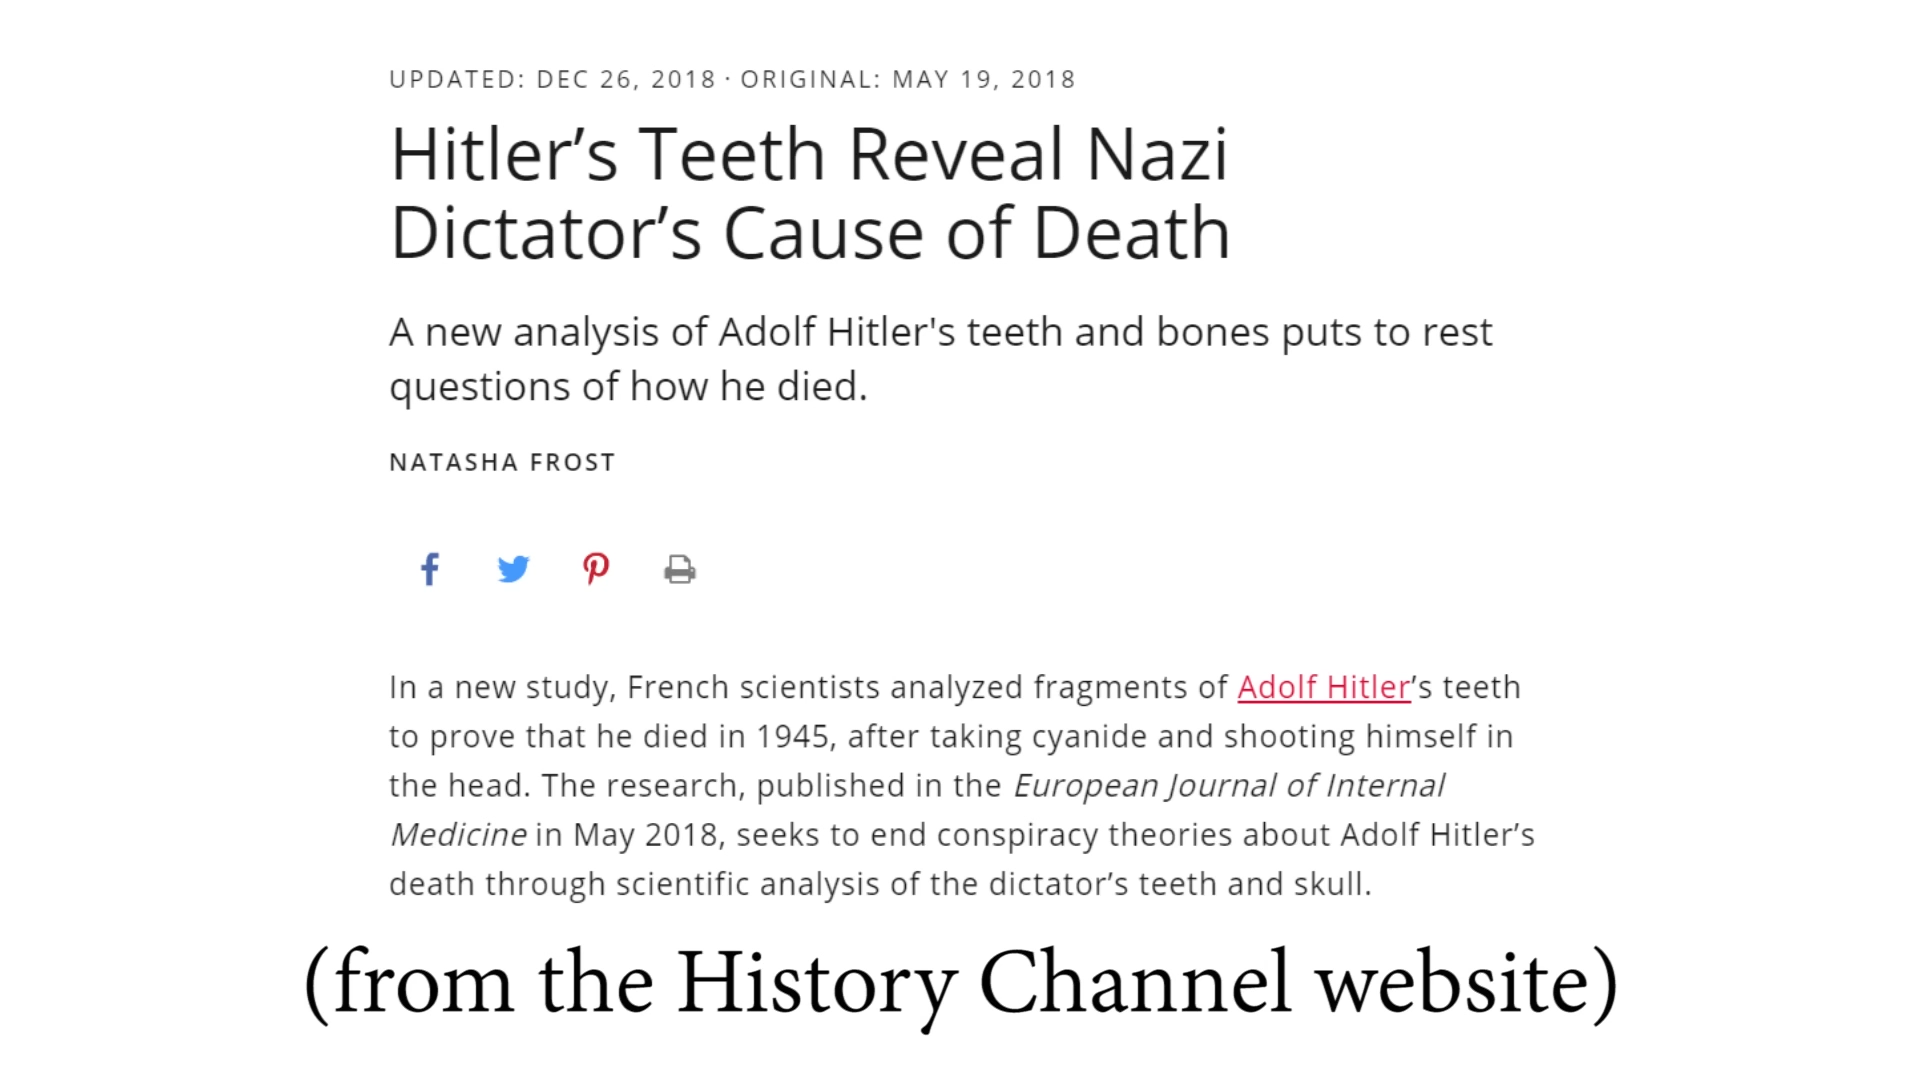 UPDATED: DEC 26, 2018 · ORIGINAL: MAY 19, 2018
Hitler’s Teeth Reveal Nazi
Dictator’s Cause of Death
A new analysis of Adolf Hitler's teeth and bones puts to rest
questions of how he died.
NATASHA FROST
In a new study, French scientists analyzed fragments of Adolf Hitler’s teeth
to prove that he died in 1945, after taking cyanide and shooting himself in
the head. The research, published in the European Journal of Internal
Medicine in May 2018, seeks to end conspiracy theories about Adolf Hitler’s
death through scientific analysis of the dictator’s teeth and skull.
(from the History Channel website)